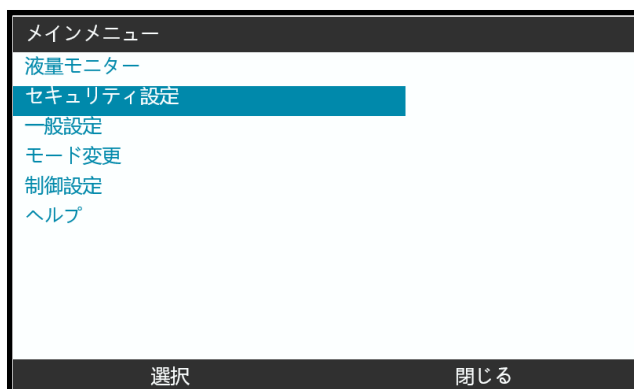 メインメニュー
液量モニター
セキュリティ設定
一般設定
モード変更
制御設定
ヘルプ
選択
閉じる